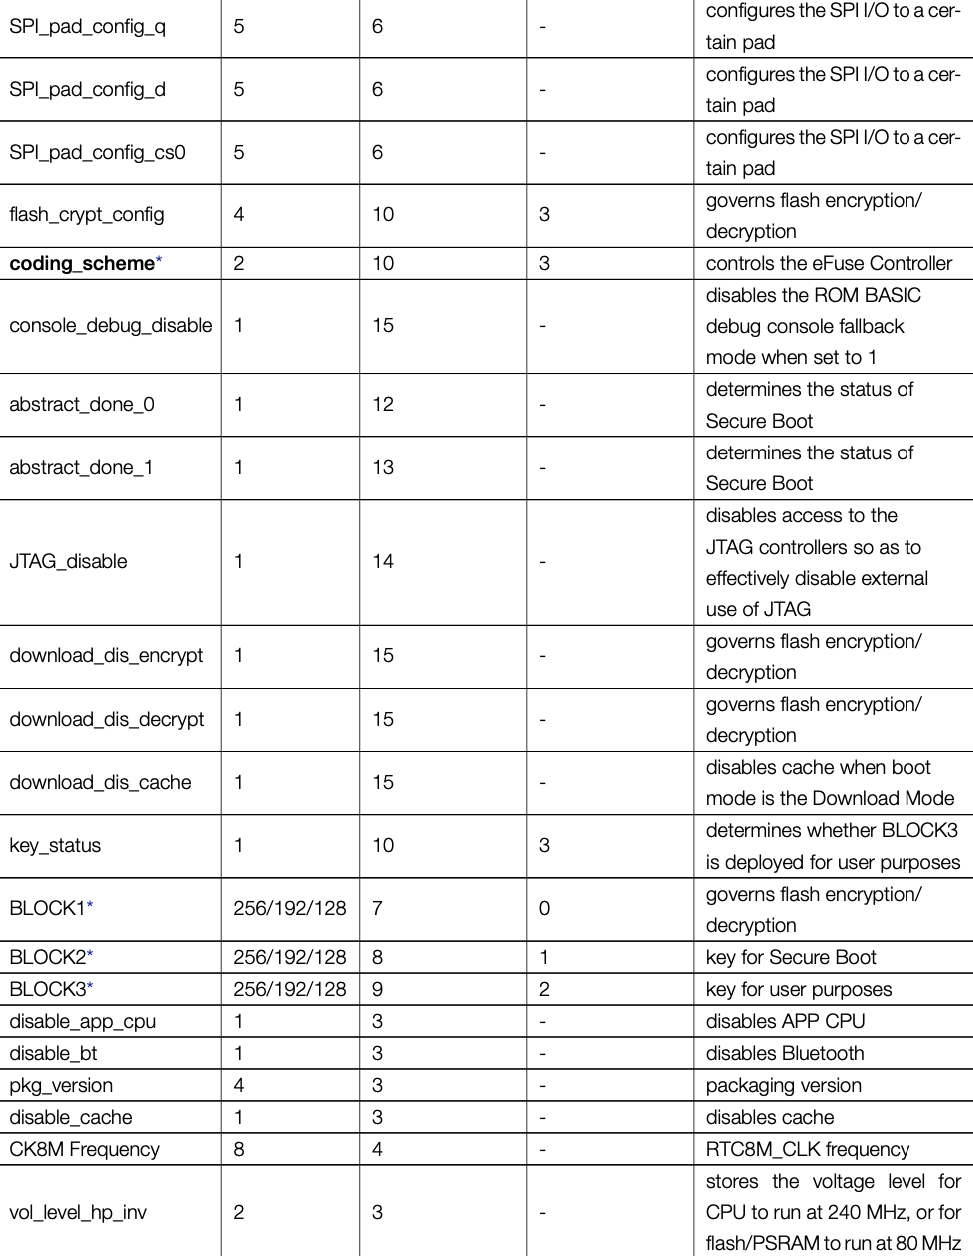 SPI_pad_config_q 5 6 - configures the SPI I/O to a cer-
tain pad
SPI_pad_config_d 5 6 - configures the SPI I/O to a cer-
tain pad
SPI_pad_config_cs0 5 6 - configures the SPI I/O to a cer-
tain pad
flash_crypt_config 4 10 3 governs flash encryption/
decryption
coding_scheme* 2 10 3 controls the eFuse Controller
console_debug_disable 1 15 - disables the ROM BASIC
debug console fallback
mode when set to 1
abstract_done_0 1 12 - determines the status of
Secure Boot
abstract_done_1 1 13 - determines the status of
Secure Boot
JTAG_disable 1 14 - disables access to the
JTAG controllers so as to
effectively disable external
use of JTAG
download_dis_encrypt 1 15 - governs flash encryption/
decryption
download_dis_decrypt 1 15 - governs flash encryption/
decryption
download_dis_cache 1 15 - disables cache when boot
mode is the Download Mode
key_status 1 10 3 determines whether BLOCK3
is deployed for user purposes
BLOCK1* 256/192/128 7 0 governs flash encryption/
decryption
BLOCK2* 256/192/128 8 1 key for Secure Boot
BLOCK3* 256/192/128 9 2 key for user purposes
disable_app_cpu 1 3 - disables APP CPU
disable_bt 1 3 - disables Bluetooth
pkg_version 4 3 - packaging version
disable_cache 1 3 - disables cache
CK8M Frequency 8 4 - RTC8M_CLK frequency
vol_level_hp_inv 2 3 - stores the voltage level for
CPU to run at 240 MHz, or for
flash/PSRAM to run at 80 MHz